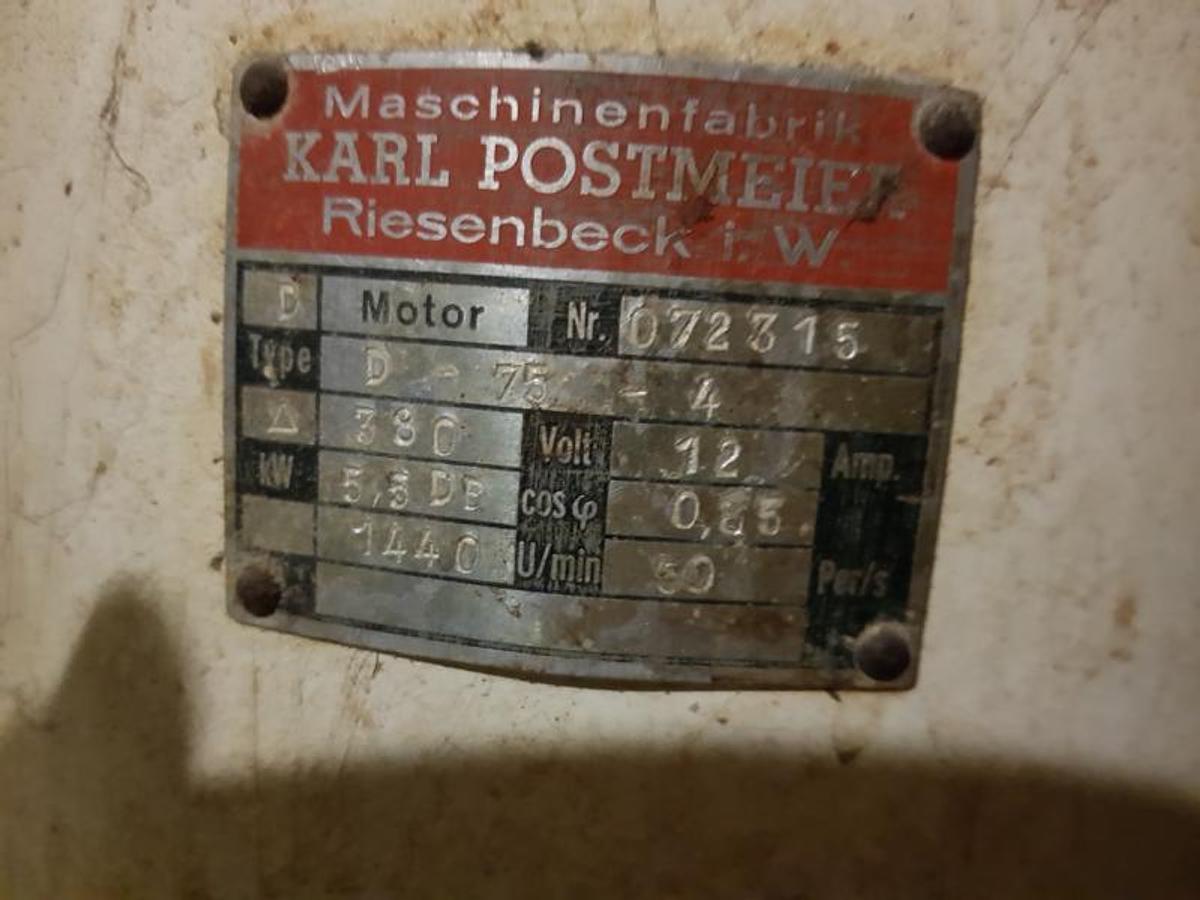 Maschinenfabrik
KARL POSTMEIER
Riesenbeck i. W.
D Motor Nr. 072315
Type D - 75 - 4
△ 380 Volt 12 Amp.
kW 5,5 DB cos φ 0,85
1440 U/min 50 Per/s